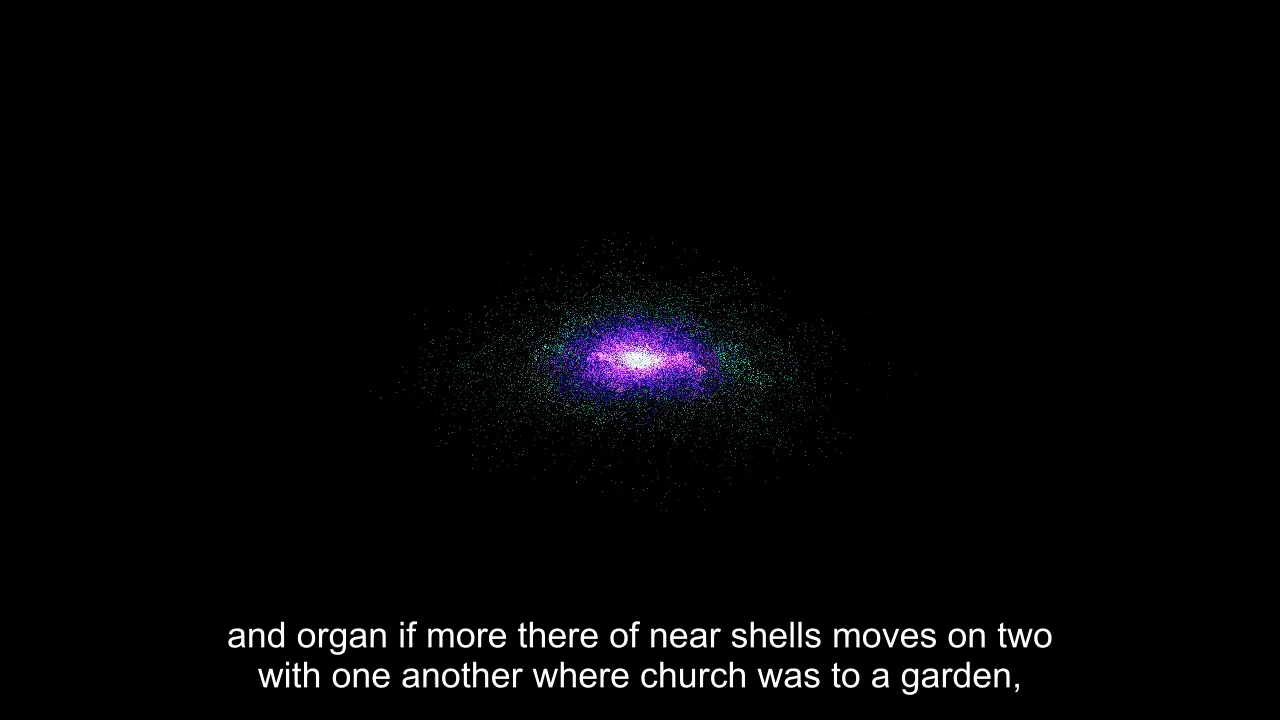 and organ if more there of near shells moves on two
with one another where church was to a garden,